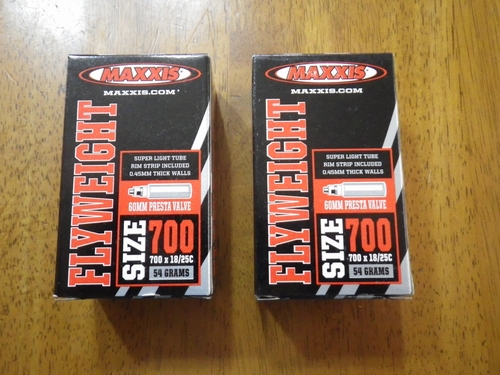 MAXXIS
MAXXIS.COM
FLYWEIGHT
SUPER LIGHT TUBE
RIM STRIP INCLUDED
0.45MM THICK WALLS
60MM PRESTA VALVE
SIZE
700
700 x 18/25C
54 GRAMS
MAXXIS
MAXXIS.COM
FLYWEIGHT
SUPER LIGHT TUBE
RIM STRIP INCLUDED
0.45MM THICK WALLS
60MM PRESTA VALVE
SIZE
700
700 x 18/25C
54 GRAMS